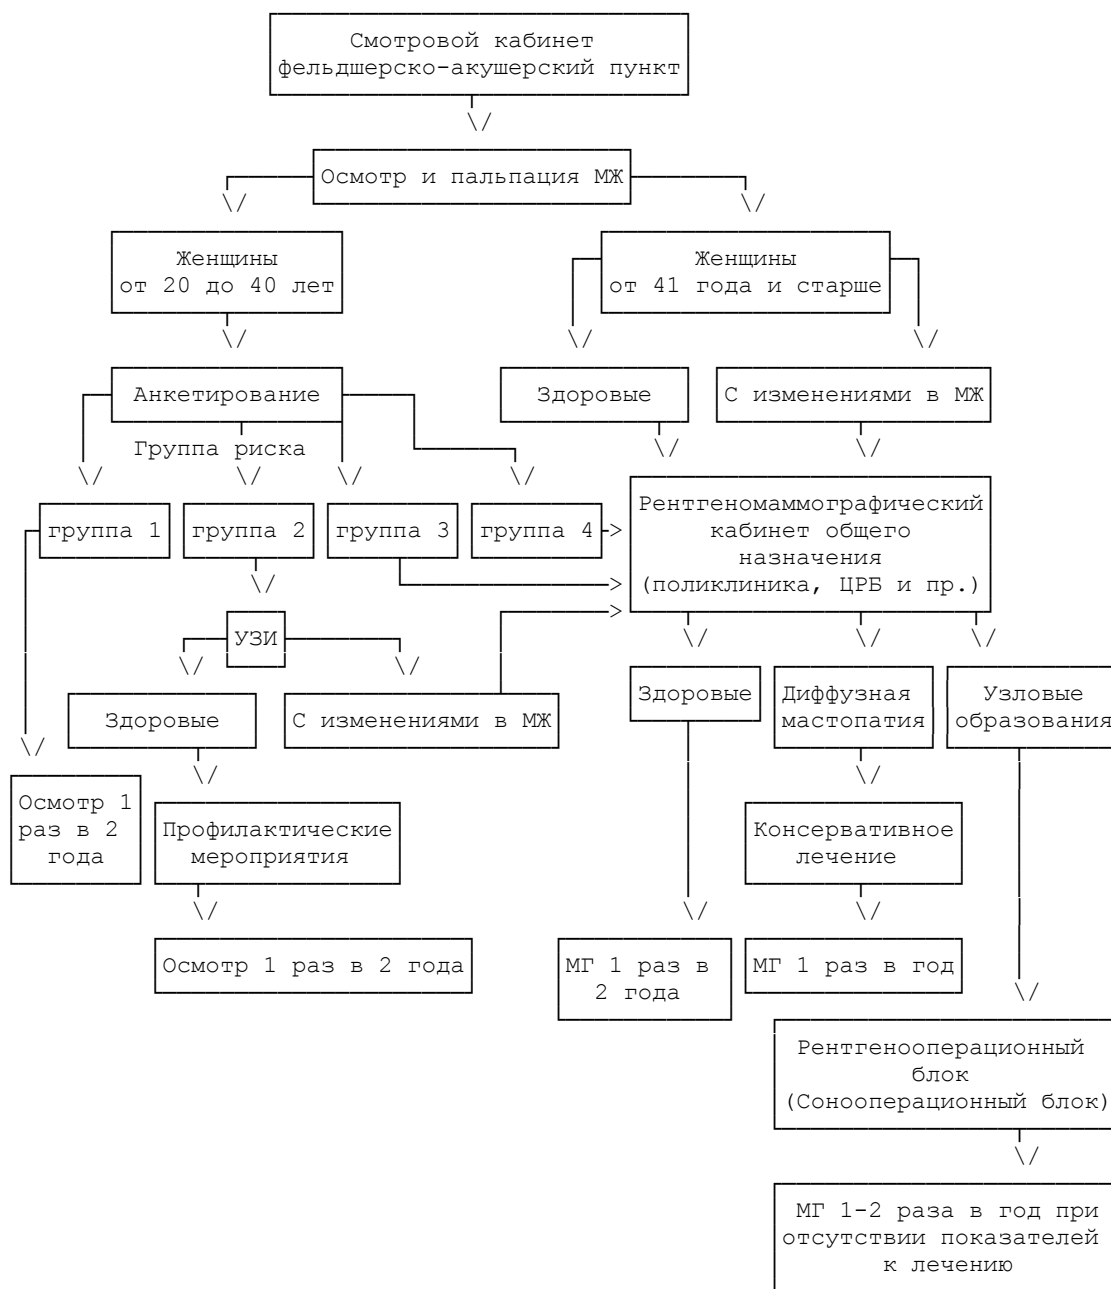 Смотровой кабинет
фельдшерско-акушерский пункт
Осмотр и пальпация МЖ
Женщины
от 20 до 40 лет
Женщины
от 41 года и старше
Анкетирование
Здоровые
С изменениями в МЖ
Группа риска
группа 1
группа 2
группа 3
группа 4
Рентгеномаммографический
кабинет общего
назначения
(поликлиника, ЦРБ и пр.)
УЗИ
Здоровые
С изменениями в МЖ
Здоровые
Диффузная
мастопатия
Узловые
образования
Осмотр 1
раз в 2
года
Профилактические
мероприятия
Консервативное
лечение
Осмотр 1 раз в 2 года
МГ 1 раз в
2 года
МГ 1 раз в год
Рентгенооперационный
блок
(Сонооперационный блок)
МГ 1-2 раза в год при
отсутствии показателей
к лечению